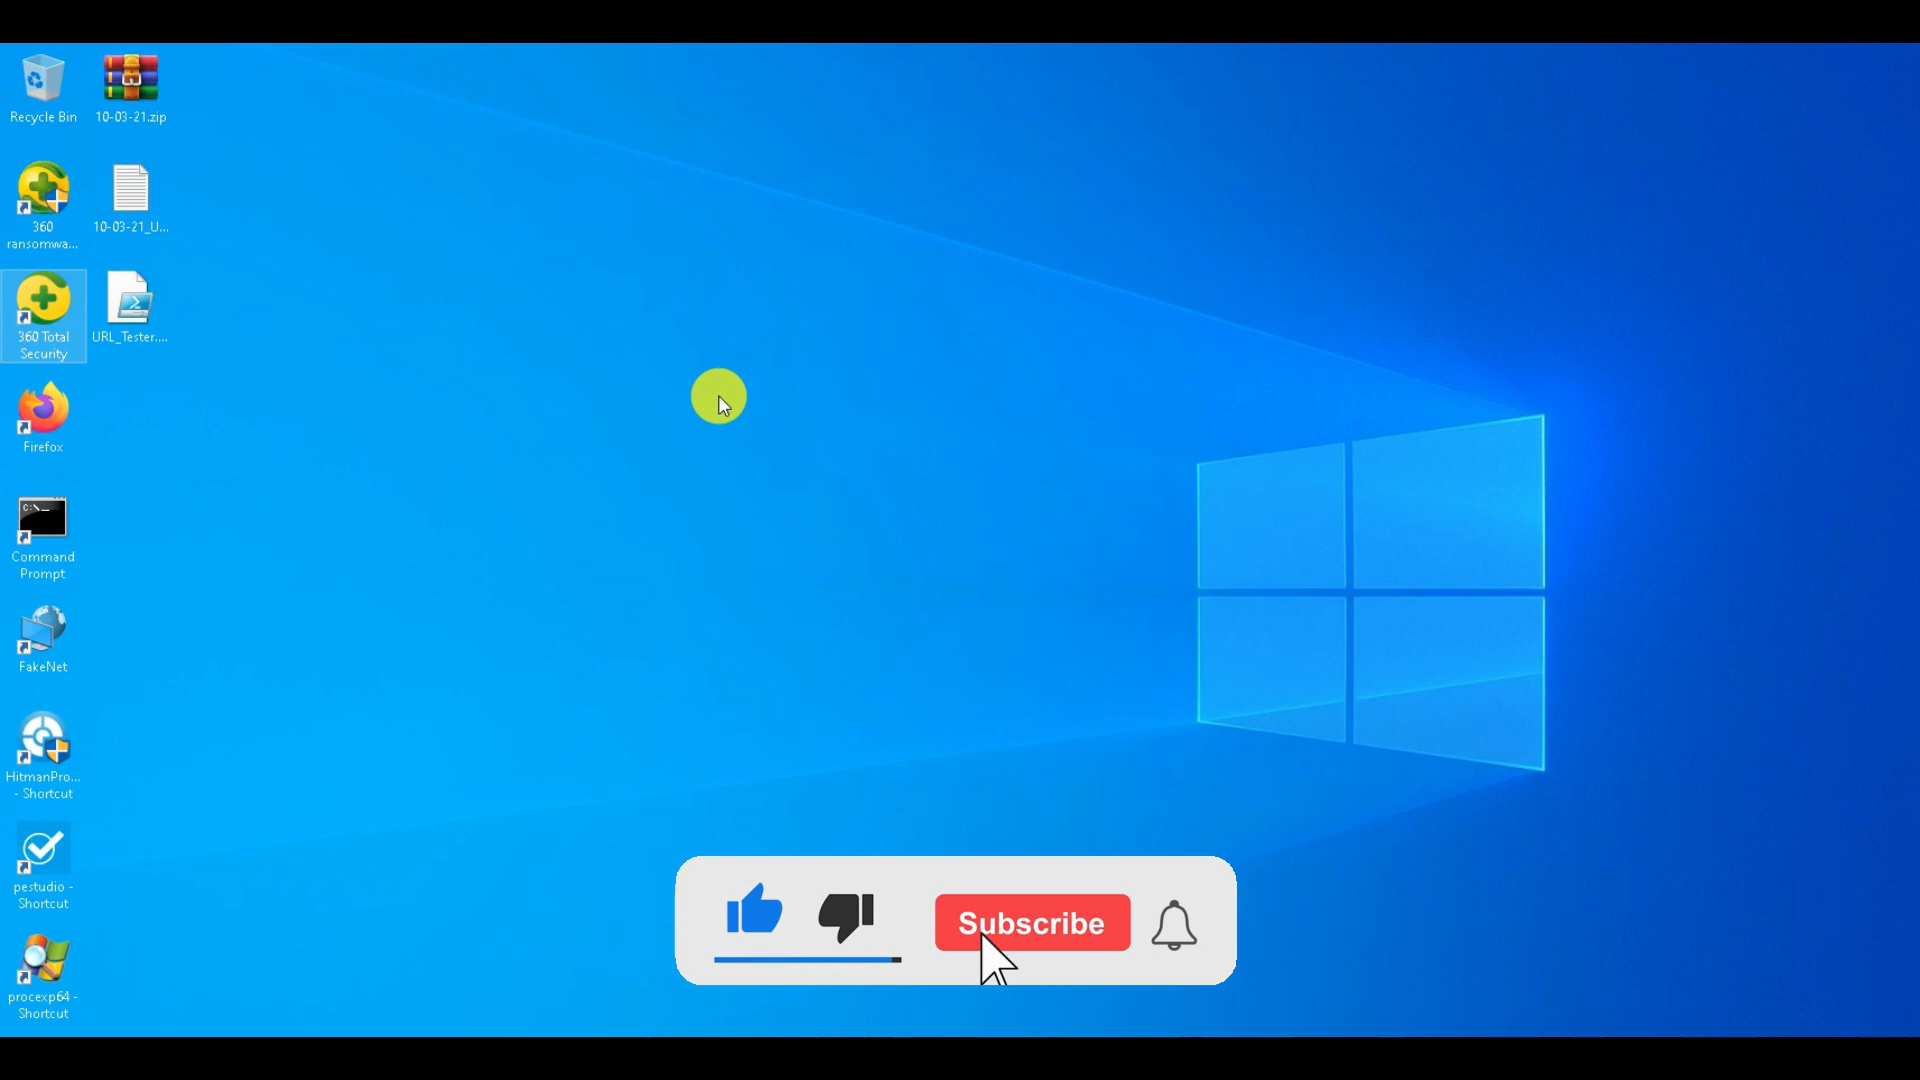 Recycle Bin
10-03-21.zip
360
ransomwa...
10-03-21_U...
360 Total
Security
URL_Tester....
Firefox
C:\_
Command
Prompt
FakeNet
HitmanPro...
- Shortcut
pestudio -
Shortcut
procexp64 -
Shortcut
Subscribe